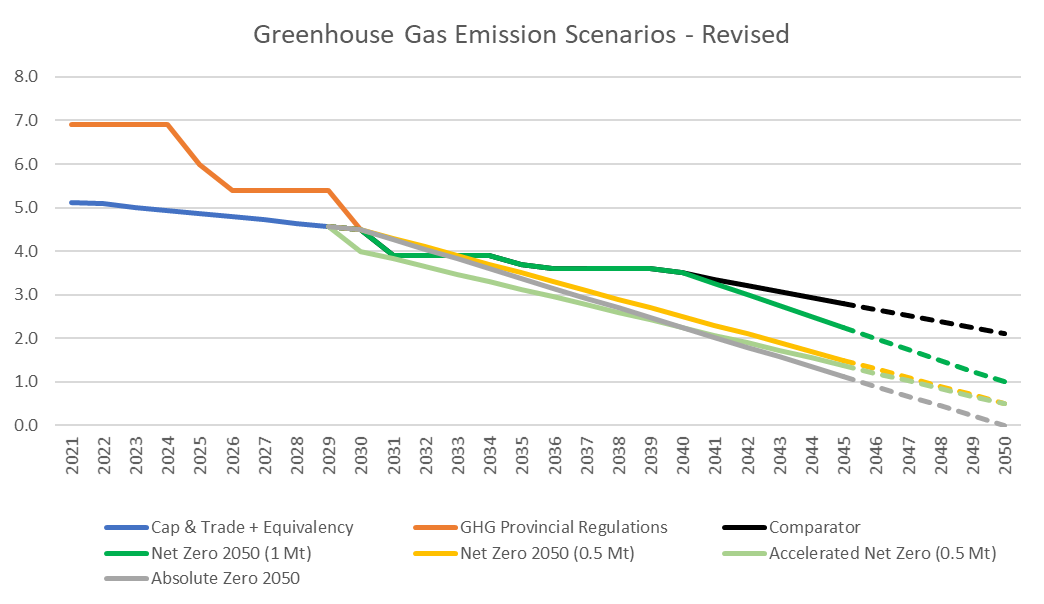 Greenhouse Gas Emission Scenarios - Revised
8.0
7.0
6.0
5.0
4.0
3.0
2.0
1.0
0.0
2021 2022 2023 2024 2025 2026 2027 2028 2029 2030 2031 2032 2033 2034 2035 2036 2037 2038 2039 2040 2041 2042 2043 2044 2045 2046 2047 2048 2049 2050
Cap & Trade + Equivalency GHG Provincial Regulations Comparator
Net Zero 2050 (1 Mt) Net Zero 2050 (0.5 Mt) Accelerated Net Zero (0.5 Mt)
Absolute Zero 2050